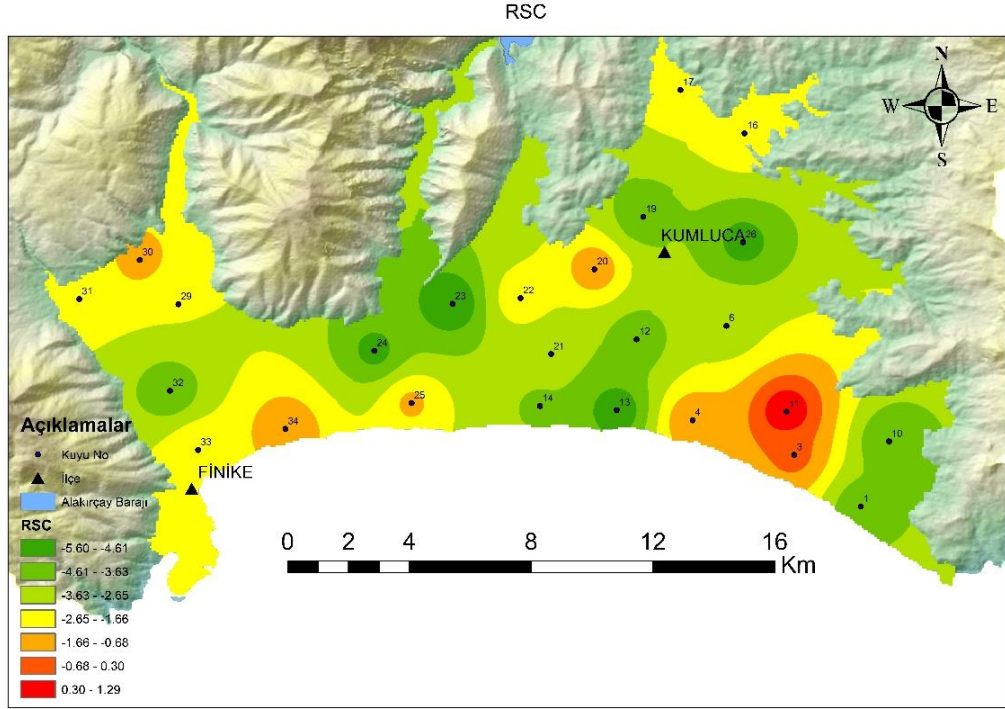 RSC
N
W E
S
17
16
19
KUMLUCA
26
20
30
31
29
22
23
6
12
24
21
32
25
14
13
4
11
34
3
10
33
1
FİNİKE
Açıklamalar
Kuyu No
İlçe
Alakırçay Barajı
RSC
-5.60 - -4.61
-4.61 - -3.63
-3.63 - -2.65
-2.65 - -1.66
-1.66 - -0.68
-0.68 - 0.30
0.30 - 1.29
0 2 4 8 12 16
Km